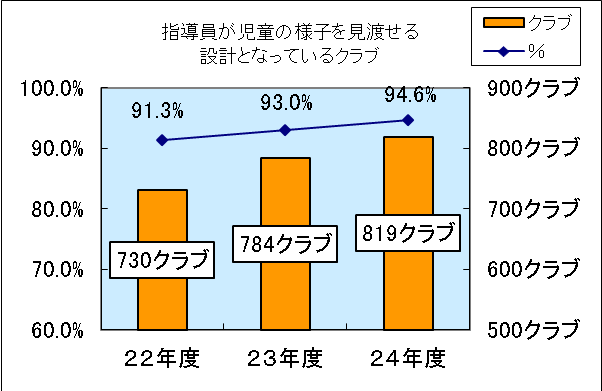 指導員が児童の様子を見渡せる
設計となっているクラブ
クラブ
%
100.0%
90.0%
80.0%
70.0%
60.0%
91.3%
93.0%
94.6%
730クラブ
784クラブ
819クラブ
900クラブ
800クラブ
700クラブ
600クラブ
500クラブ
22年度
23年度
24年度